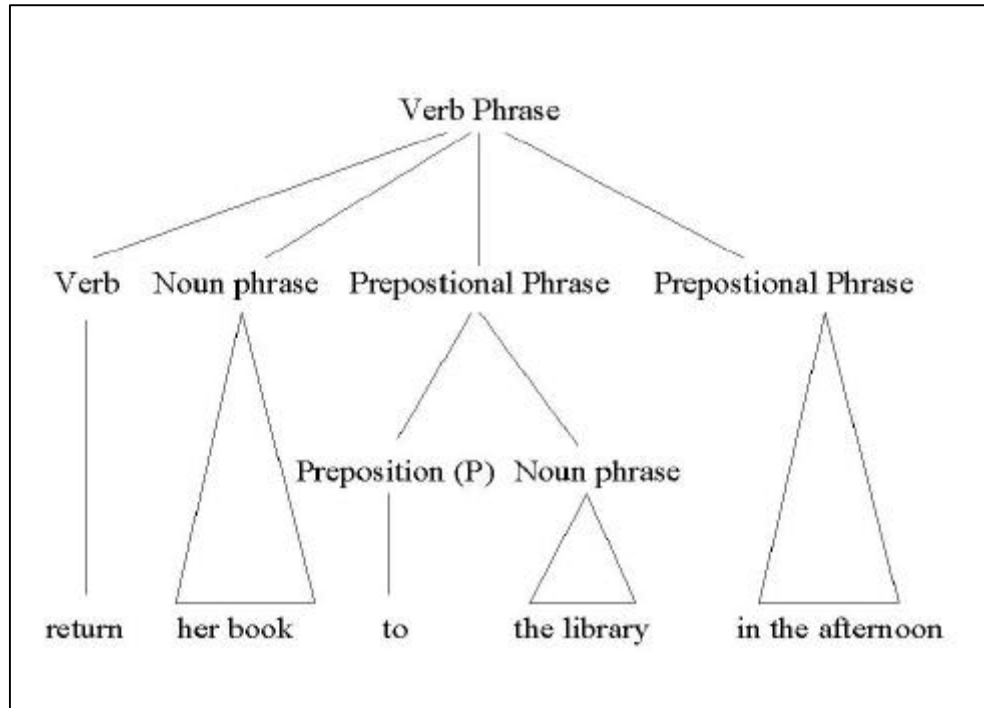 Verb Phrase
Verb Noun phrase Prepostional Phrase Prepostional Phrase
Preposition (P) Noun phrase
return her book to the library in the afternoon